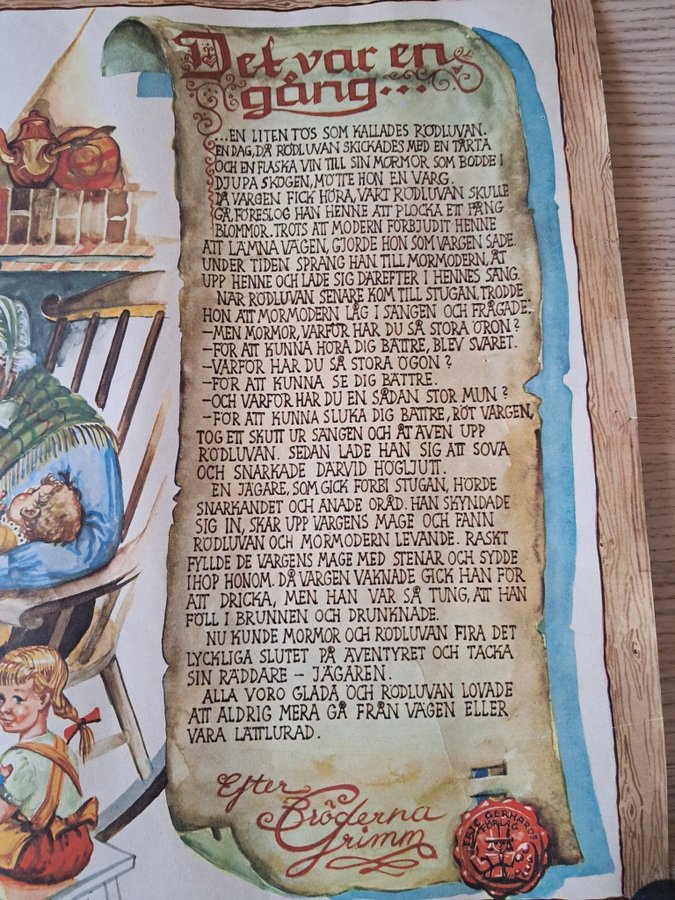 Det var en
gång...
...EN LITEN TÖS SOM KALLADES RÖDLUVAN.
EN DAG, DÅ RÖDLUVAN SKICKADES MED EN TÅRTA
OCH EN FLASKA VIN TILL SIN MORMOR SOM BODDE I
DJUPA SKOGEN, MÖTTE HON EN VARG.
DÅ VARGEN FICK HÖRA, VART RÖDLUVAN SKULLE
GÅ, FÖRESLOG HAN HENNE ATT PLOCKA ETT FÅNG
BLOMMOR. TROTS ATT MODERN FÖRBJUDIT HENNE
ATT LÄMNA VÄGEN, GJORDE HON SOM VARGEN SADE.
UNDER TIDEN SPRANG HAN TILL MORMODERN, ÅT
UPP HENNE OCH LADE SIG DÄREFTER I HENNES SÄNG.
NÄR RÖDLUVAN SENARE KOM TILL STUGAN, TRODDE
HON ATT MORMODERN LÅG I SÄNGEN OCH FRÅGADE:
–MEN MORMOR, VARFÖR HAR DU SÅ STORA ÖRON?
–FÖR ATT KUNNA HÖRA DIG BÄTTRE, BLEV SVARET.
–VARFÖR HAR DU SÅ STORA ÖGON?
–FÖR ATT KUNNA SE DIG BÄTTRE.
–OCH VARFÖR HAR DU EN SÅDAN STOR MUN?
–FÖR ATT KUNNA SLUKA DIG BÄTTRE, RÖT VARGEN,
TOG ETT SKUTT UR SÄNGEN OCH ÅT ÄVEN UPP
RÖDLUVAN. SEDAN LADE HAN SIG ATT SOVA
OCH SNARKADE DÄRVID HÖGLJUTT.
EN JÄGARE, SOM GICK FÖRBI STUGAN, HÖRDE
SNARKANDET OCH ANADE ORÅD. HAN SKYNDADE
SIG IN, SKAR UPP VARGENS MAGE OCH FANN
RÖDLUVAN OCH MORMODERN LEVANDE. RASKT
FYLLDE DE VARGENS MAGE MED STENAR OCH SYDDE
IHOP HONOM. DÅ VARGEN VAKNADE GICK HAN FÖR
ATT DRICKA, MEN HAN VAR SÅ TUNG, ATT HAN
FÖLL I BRUNNEN OCH DRUNKNADE.
NU KUNDE MORMOR OCH RÖDLUVAN FIRA DET
LYCKLIGA SLUTET PÅ ÄVENTYRET OCH TACKA
SIN RÄDDARE – JÄGAREN.
ALLA VORO GLADA OCH RÖDLUVAN LOVADE
ATT ALDRIG MERA GÅ FRÅN VÄGEN ELLER
VARA LÄTTLURAD.
Efter
Bröderna
Grimm
GERHARDS
FÖRLAG